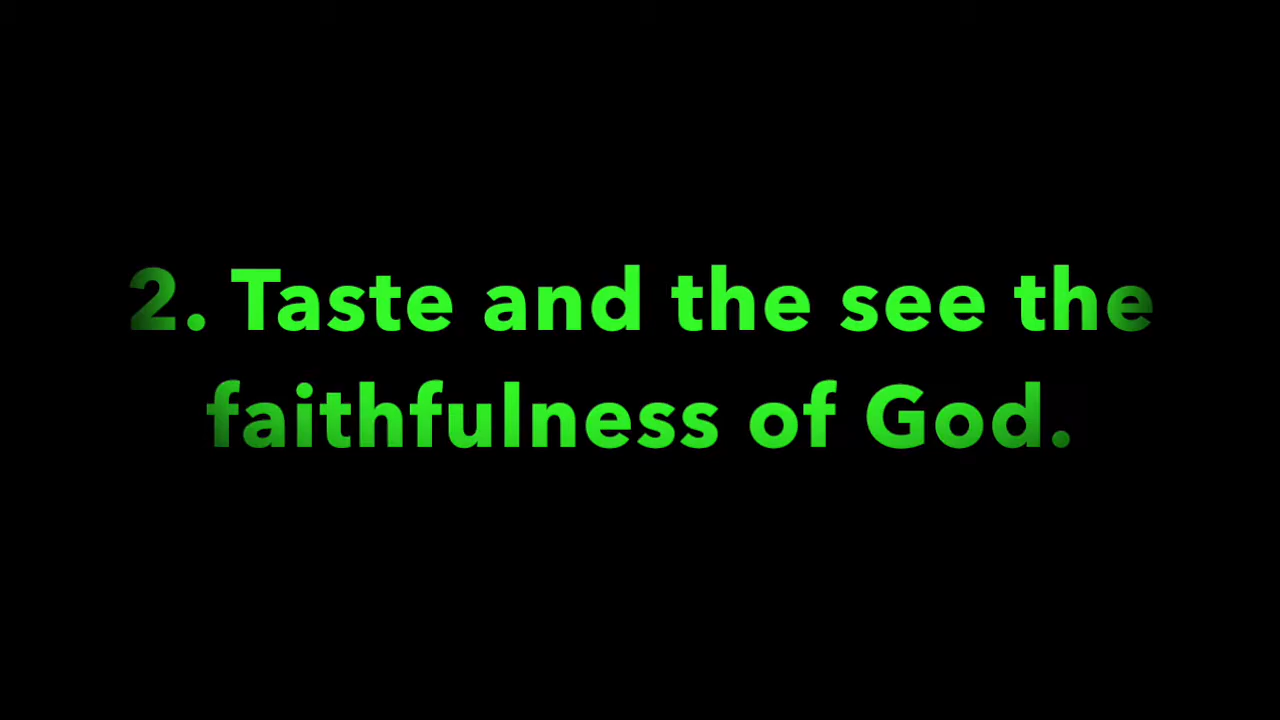 2. Taste and the see the
faithfulness of God.